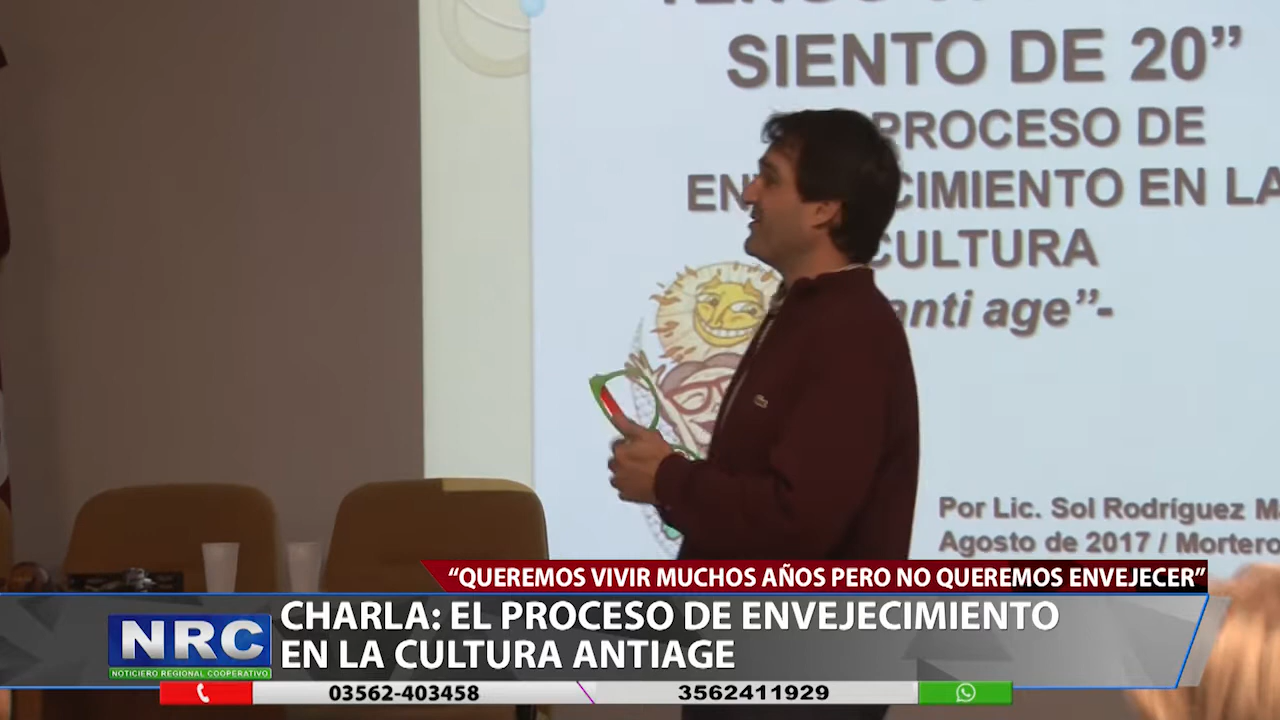 SIENTO DE 20”
PROCESO DE
CIMIENTO EN LA
CULTURA
anti age”-
Por Lic. Sol Rodríguez
Agosto de 2017 /
“QUEREMOS VIVIR MUCHOS AÑOS PERO NO QUEREMOS ENVEJECER”
CHARLA: EL PROCESO DE ENVEJECIMIENTO
EN LA CULTURA ANTIAGE
NRC
NOTICIERO REGIONAL COOPERATIVO
03562-403458 3562411929